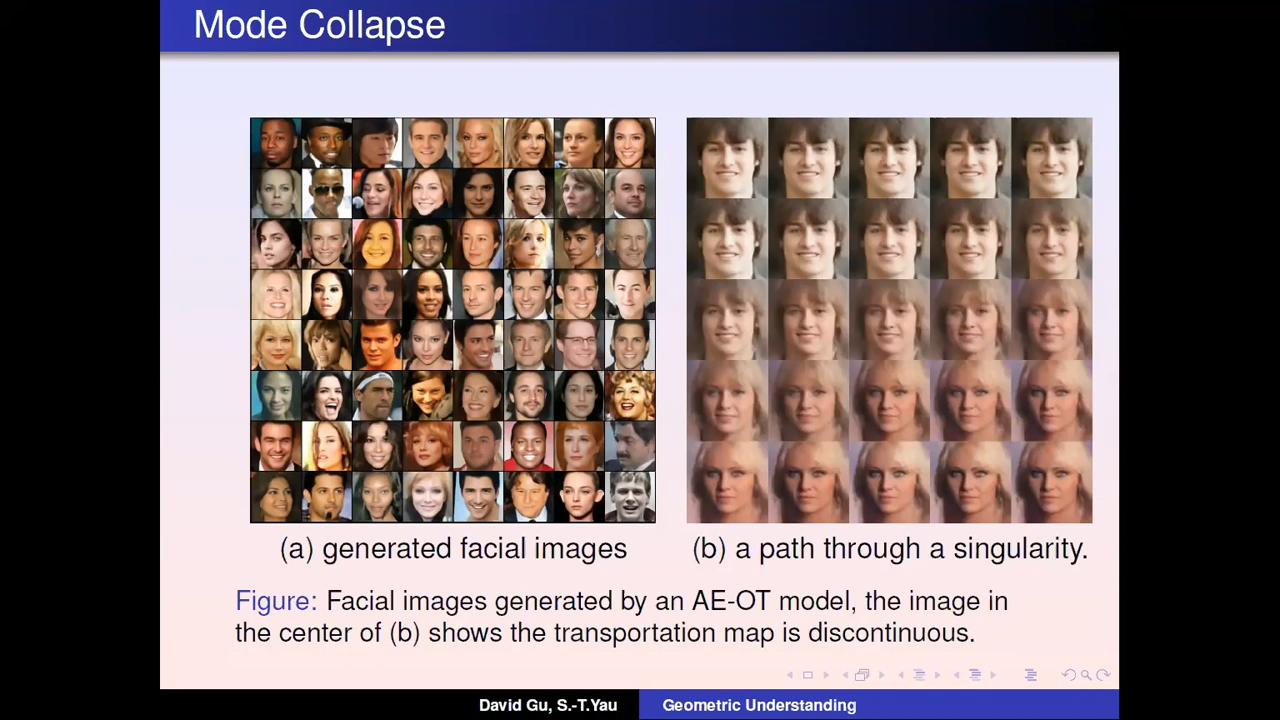 Mode Collapse
(a) generated facial images
(b) a path through a singularity.
Figure: Facial images generated by an AE-OT model, the image in
the center of (b) shows the transportation map is discontinuous.
David Gu, S.-T.Yau
Geometric Understanding